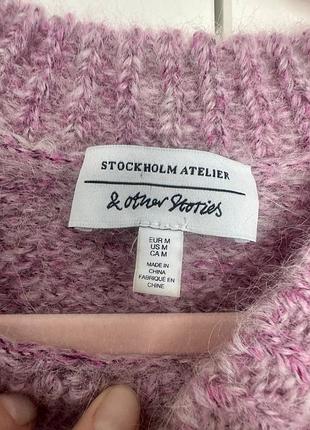 STOCKHOLM ATELIER
& other Stories
EUR M
US M
CA M
MADE IN
CHINA
FABRIQUÉ EN
CHINE